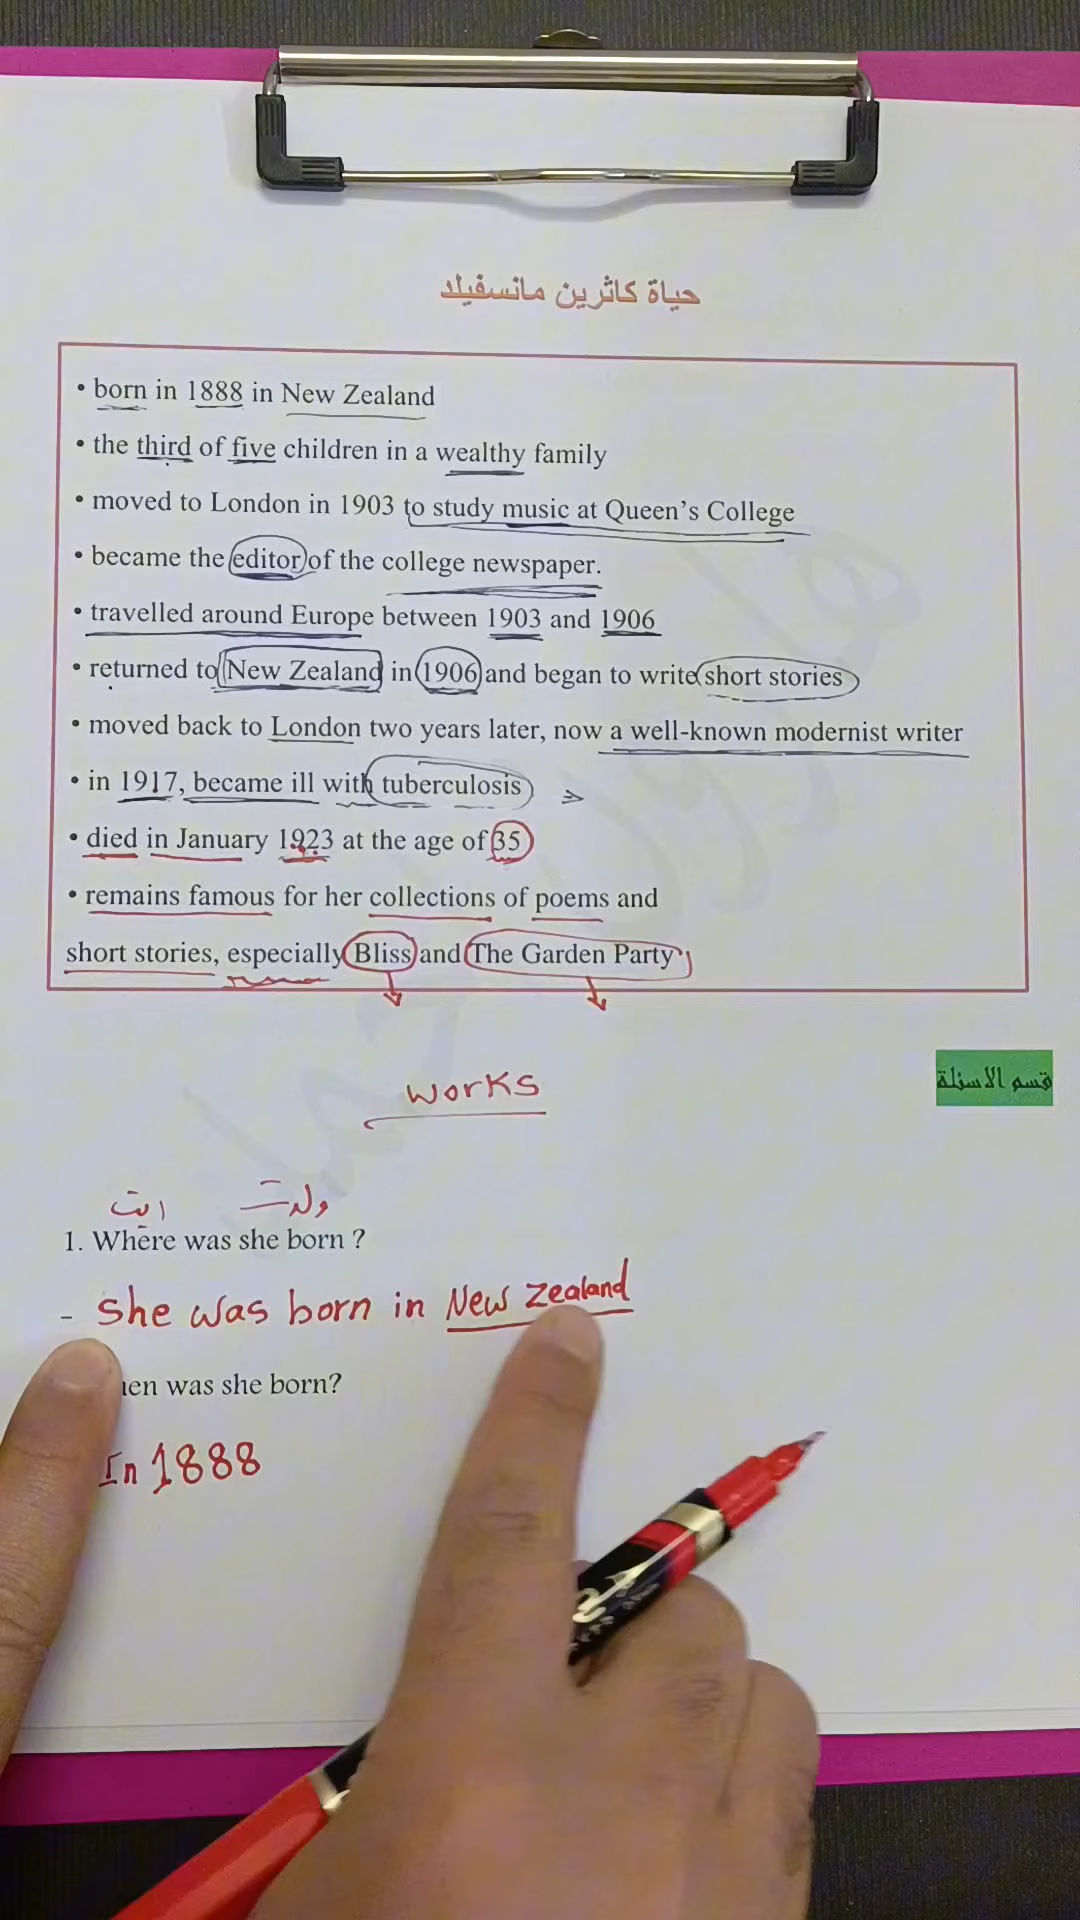 حياة كاثرين مانسفيلد
• born in 1888 in New Zealand
• the third of five children in a wealthy family
• moved to London in 1903 to study music at Queen's College
• became the editor of the college newspaper.
• travelled around Europe between 1903 and 1906
• returned to New Zealand in 1906 and began to write short stories
• moved back to London two years later, now a well-known modernist writer
• in 1917, became ill with tuberculosis
• died in January 1923 at the age of 35
• remains famous for her collections of poems and
short stories, especially Bliss and The Garden Party
works
قسم الاسئلة
ولدت
1. Where was she born ?
- She was born in New Zealand
en was she born?
In 1888